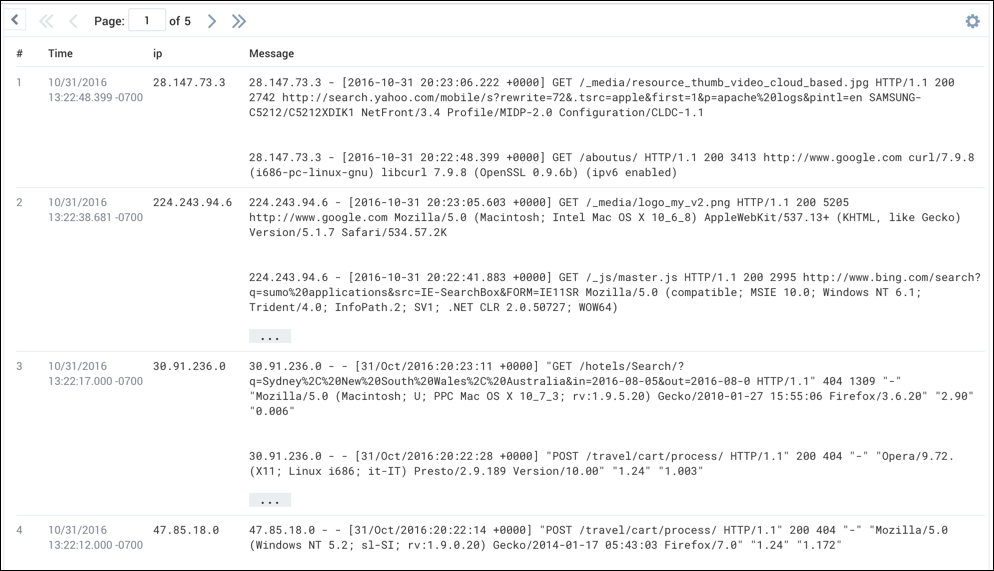 Page: 1 of 5
# Time ip Message
1 10/31/2016 28.147.73.3 28.147.73.3 - [2016-10-31 20:23:06.222 +0000] GET /_media/resource_thumb_video_cloud_based.jpg HTTP/1.1 200
13:22:48.399 -0700 2742 http://search.yahoo.com/mobile/s?rewrite=72&.tsrc=apple&first=1&p=apache%20logs&pintl=en SAMSUNG-
C5212/C5212XDIK1 NetFront/3.4 Profile/MIDP-2.0 Configuration/CLDC-1.1
28.147.73.3 - [2016-10-31 20:22:48.399 +0000] GET /aboutus/ HTTP/1.1 200 3413 http://www.google.com curl/7.9.8
(i686-pc-linux-gnu) libcurl 7.9.8 (OpenSSL 0.9.6b) (ipv6 enabled)
2 10/31/2016 224.243.94.6 224.243.94.6 - [2016-10-31 20:23:05.603 +0000] GET /_media/logo_my_v2.png HTTP/1.1 200 5205
13:22:38.681 -0700 http://www.google.com Mozilla/5.0 (Macintosh; Intel Mac OS X 10_6_8) AppleWebKit/537.13+ (KHTML, like Gecko)
Version/5.1.7 Safari/534.57.2K
224.243.94.6 - [2016-10-31 20:22:41.883 +0000] GET /_js/master.js HTTP/1.1 200 2995 http://www.bing.com/search?
q=sumo%20applications&src=IE-SearchBox&FORM=IE11SR Mozilla/5.0 (compatible; MSIE 10.0; Windows NT 6.1;
Trident/4.0; InfoPath.2; SV1; .NET CLR 2.0.50727; WOW64)
...
3 10/31/2016 30.91.236.0 30.91.236.0 - - [31/Oct/2016:20:23:11 +0000] "GET /hotels/Search/?
13:22:17.000 -0700 q=Sydney%2C%20New%20South%20Wales%2C%20Australia&in=2016-08-05&out=2016-08-0 HTTP/1.1" 404 1309 "-"
"Mozilla/5.0 (Macintosh; U; PPC Mac OS X 10_7_3; rv:1.9.5.20) Gecko/2010-01-27 15:55:06 Firefox/3.6.20" "2.90"
"0.006"
30.91.236.0 - - [31/Oct/2016:20:22:28 +0000] "POST /travel/cart/process/ HTTP/1.1" 200 404 "-" "Opera/9.72.
(X11; Linux i686; it-IT) Presto/2.9.189 Version/10.00" "1.24" "1.003"
...
4 10/31/2016 47.85.18.0 47.85.18.0 - - [31/Oct/2016:20:22:14 +0000] "POST /travel/cart/process/ HTTP/1.1" 200 404 "-" "Mozilla/5.0
13:22:12.000 -0700 (Windows NT 5.2; sl-SI; rv:1.9.0.20) Gecko/2014-01-17 05:43:03 Firefox/7.0" "1.24" "1.172"